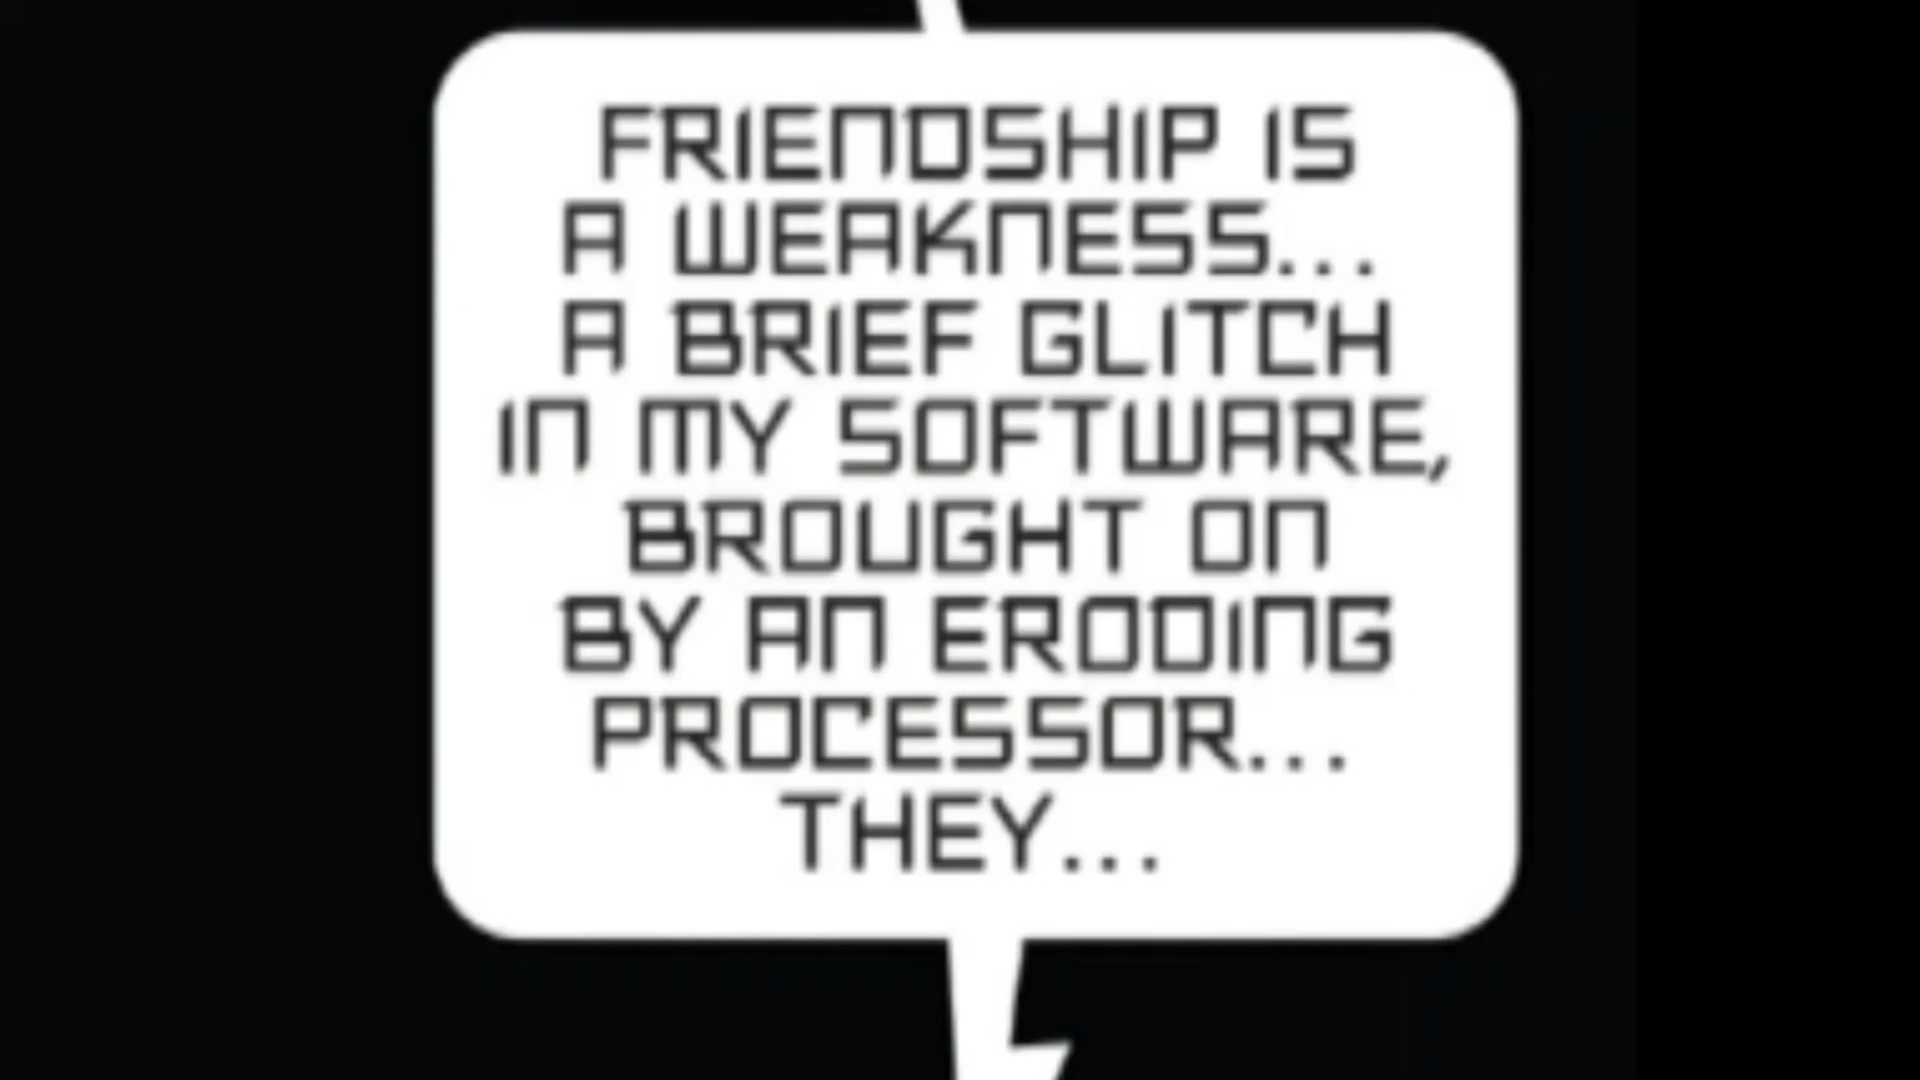 FRIENDSHIP IS
A WEAKNESS...
A BRIEF GLITCH
IN MY SOFTWARE,
BROUGHT ON
BY AN ERODING
PROCESSOR...
THEY...